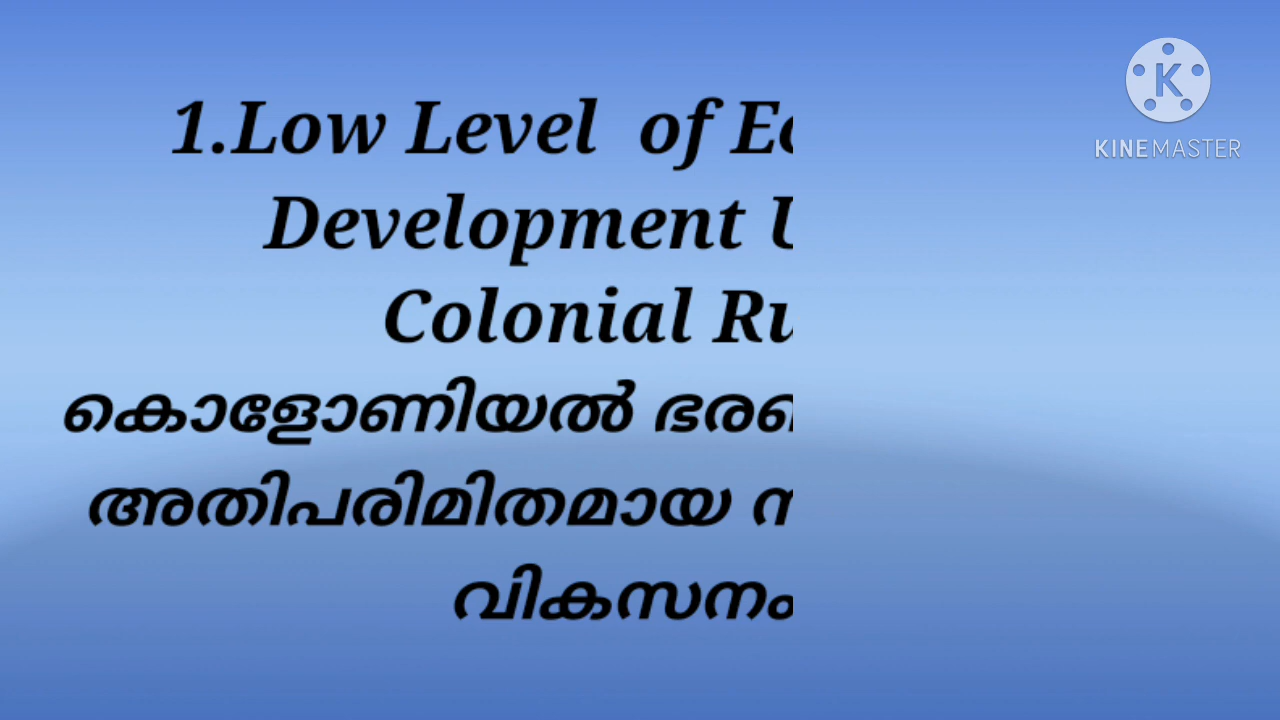 1.Low Level of
Development
Colonial
കൊളോണിയൽ
അതിപരിമിതമായ
വികസനം
KINEMASTER